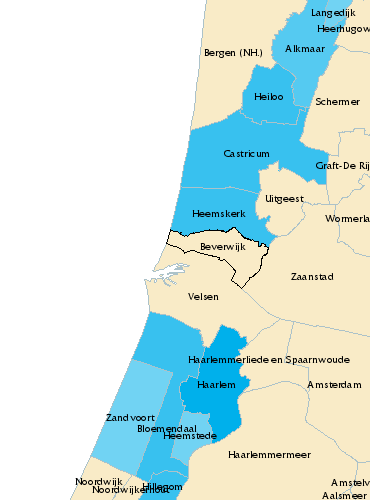 Langedijk
Heerhugow
Alkmaar
Bergen (NH.)
Heiloo
Schermer
Castricum
Graft-De Rij
Uitgeest
Heemskerk
Wormerla
Beverwijk
Zaanstad
Velsen
Haarlemmerliede en Spaarnwoude
Haarlem
Amsterdam
Zandvoort
Bloemendaal
Heemstede
Haarlemmermeer
Noordwijk
Noordwijkerhout
Hillegom
Amstelv
Aalsmeer